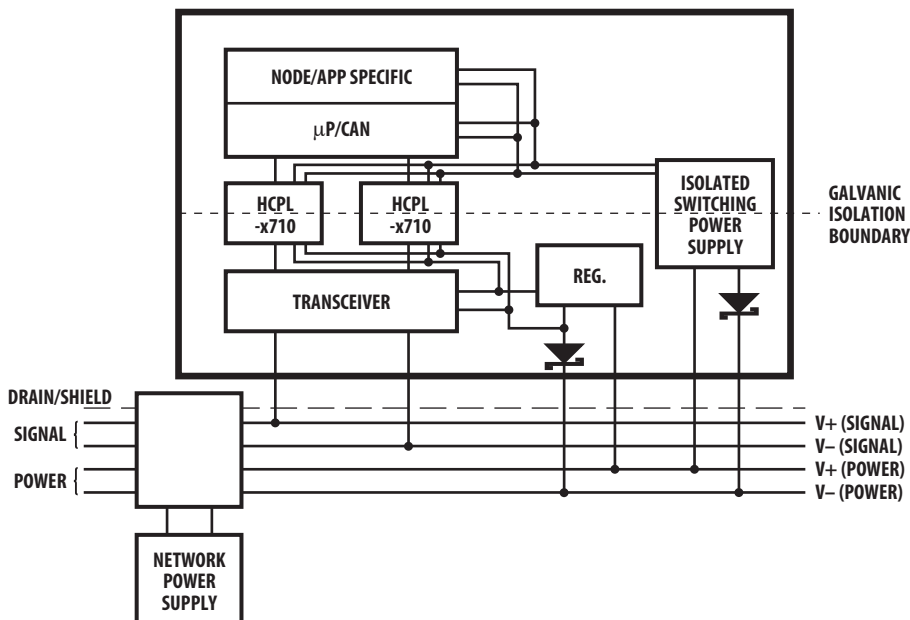 NODE/APP SPECIFIC
μP/CAN
HCPL
-x710
HCPL
-x710
ISOLATED
SWITCHING
POWER
SUPPLY
GALVANIC
ISOLATION
BOUNDARY
TRANSCEIVER
REG.
DRAIN/SHIELD
SIGNAL
POWER
V+ (SIGNAL)
V– (SIGNAL)
V+ (POWER)
V– (POWER)
NETWORK
POWER
SUPPLY